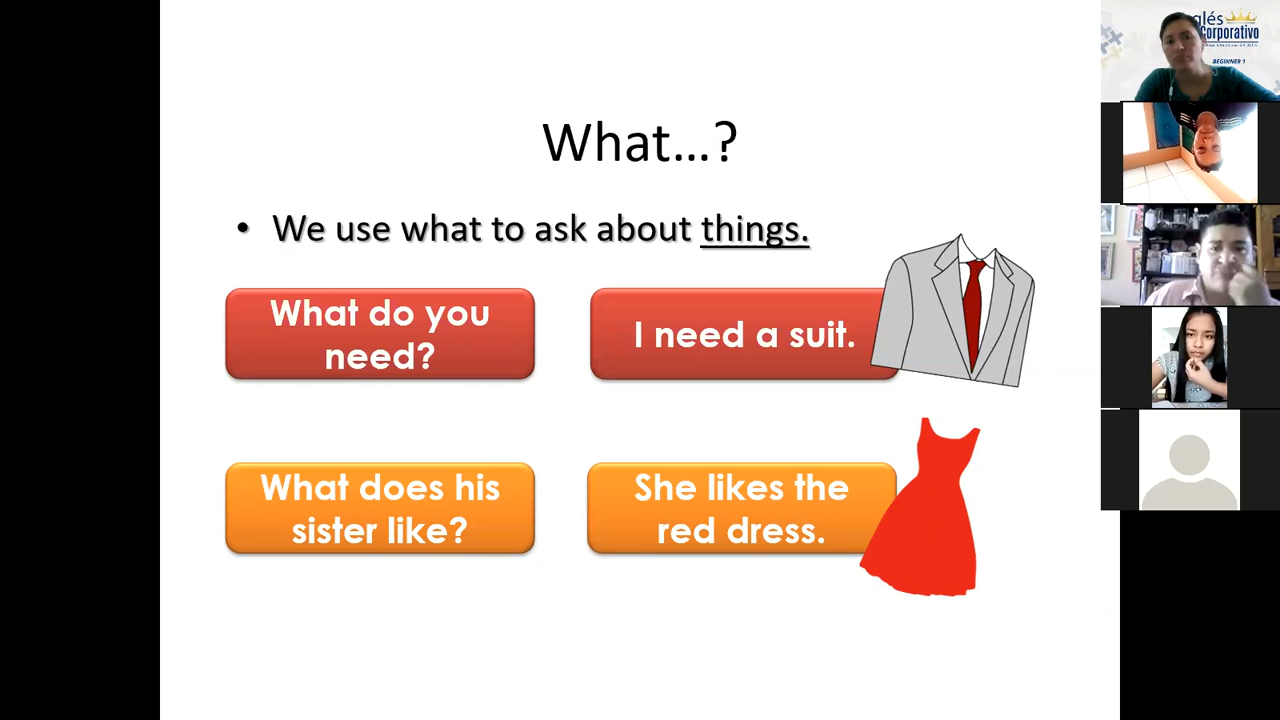 What...?
• We use what to ask about things.
What do you
need?
I need a suit.
What does his
sister like?
She likes the
red dress.
glés
Corporativo
BEGINNER 1